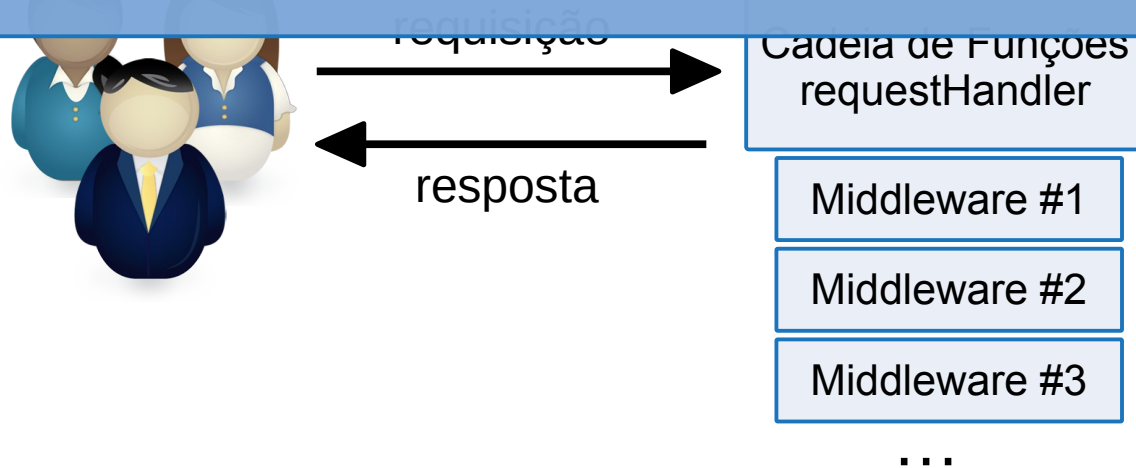 requisição
Cadeia de Funções
requestHandler
resposta
Middleware #1
Middleware #2
Middleware #3
...